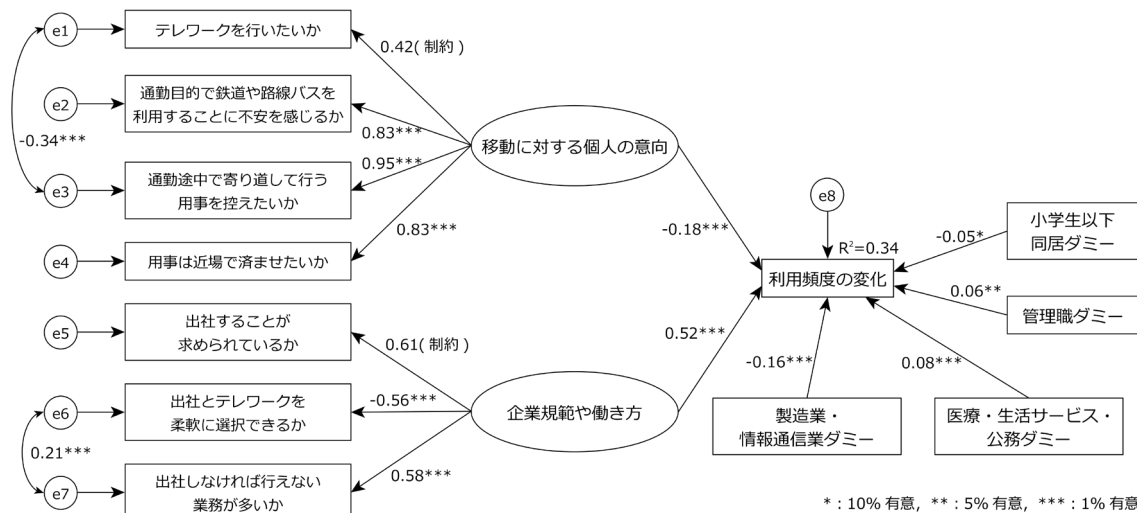 e1
テレワークを行いたいか
0.42(制約)
e2
通勤目的で鉄道や路線バスを
利用することに不安を感じるか
0.83***
-0.34***
0.95***
移動に対する個人の意向
e3
通勤途中で寄り道して行う
用事を控えたいか
0.83***
e4
用事は近場で済ませたいか
-0.18***
e8
R²=0.34
利用頻度の変化
-0.05*
小学生以下
同居ダミー
0.06**
管理職ダミー
e5
出社することが
求められているか
0.61(制約)
0.52***
e6
出社とテレワークを
柔軟に選択できるか
-0.56***
企業規範や働き方
-0.16***
製造業・
情報通信業ダミー
0.08***
医療・生活サービス・
公務ダミー
0.21***
e7
出社しなければ行えない
業務が多いか
0.58***
*:10%有意, **:5%有意, ***:1%有意